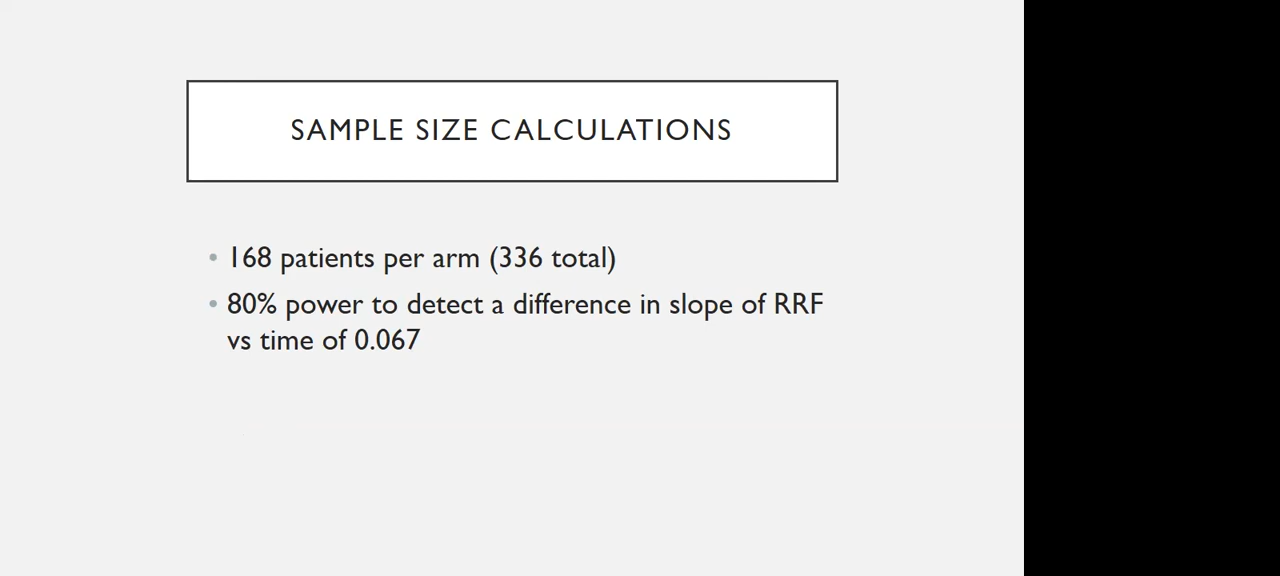 SAMPLE SIZE CALCULATIONS
• 168 patients per arm (336 total)
• 80% power to detect a difference in slope of RRF
vs time of 0.067